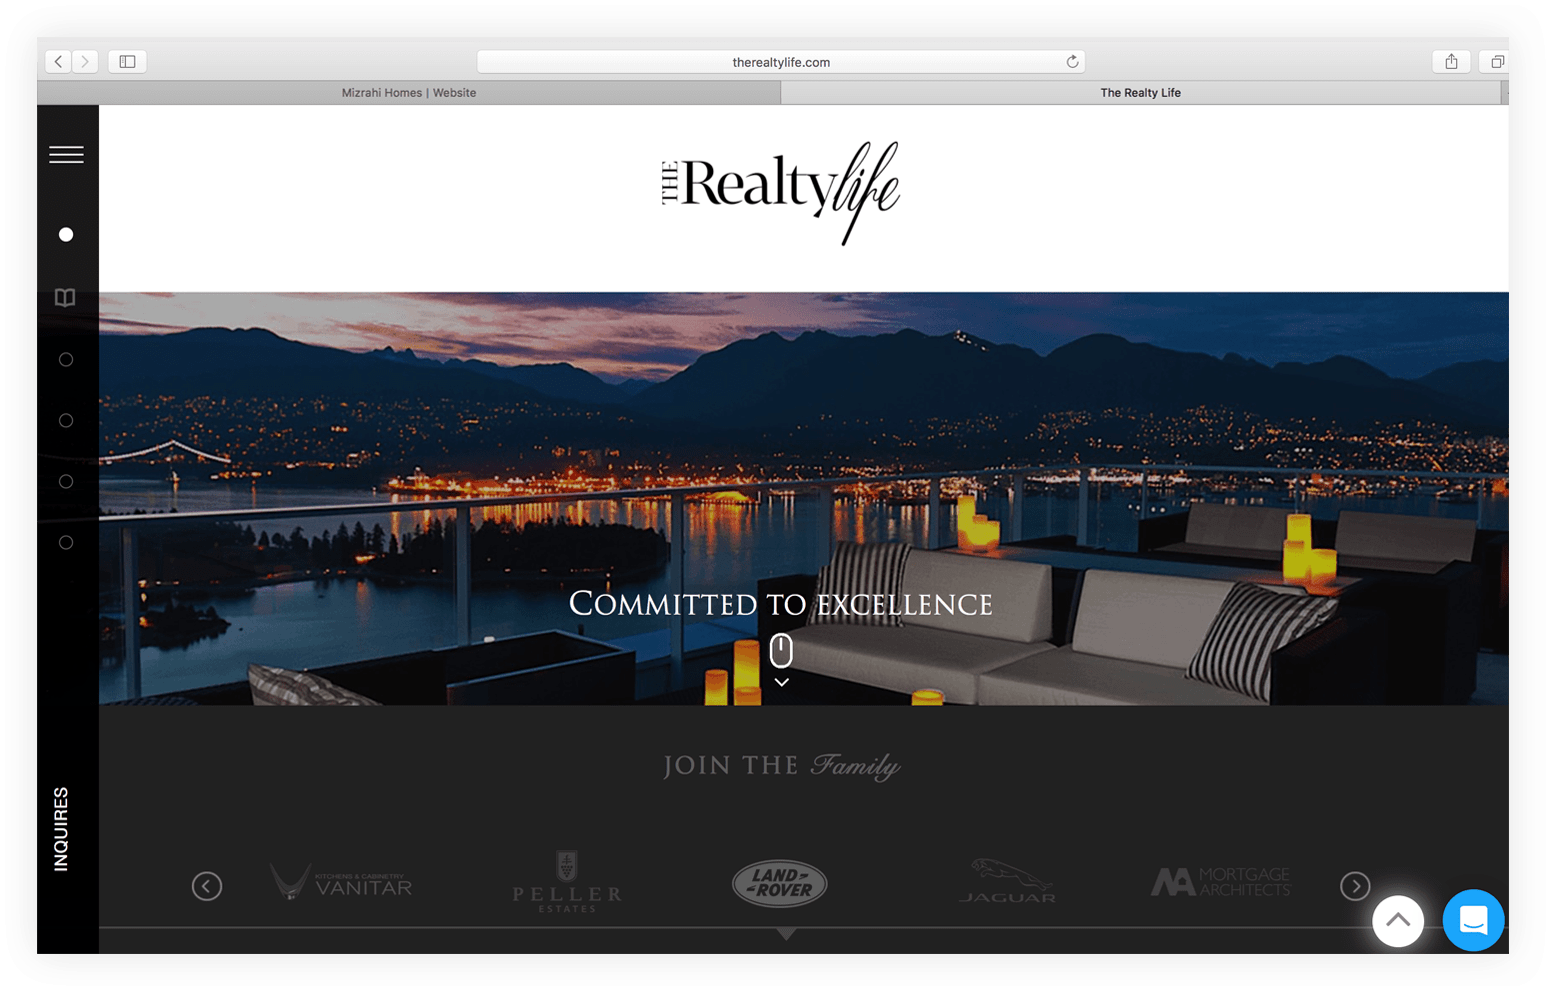 therealtylife.com
Mizrahi Homes | Website
The Realty Life
THE Realty life
COMMITTED TO EXCELLENCE
JOIN THE Family
INQUIRES
KITCHENS & CABINETRY
VANITAR
PELLER
ESTATES
LAND
ROVER
JAGUAR
MORTGAGE
ARCHITECTS